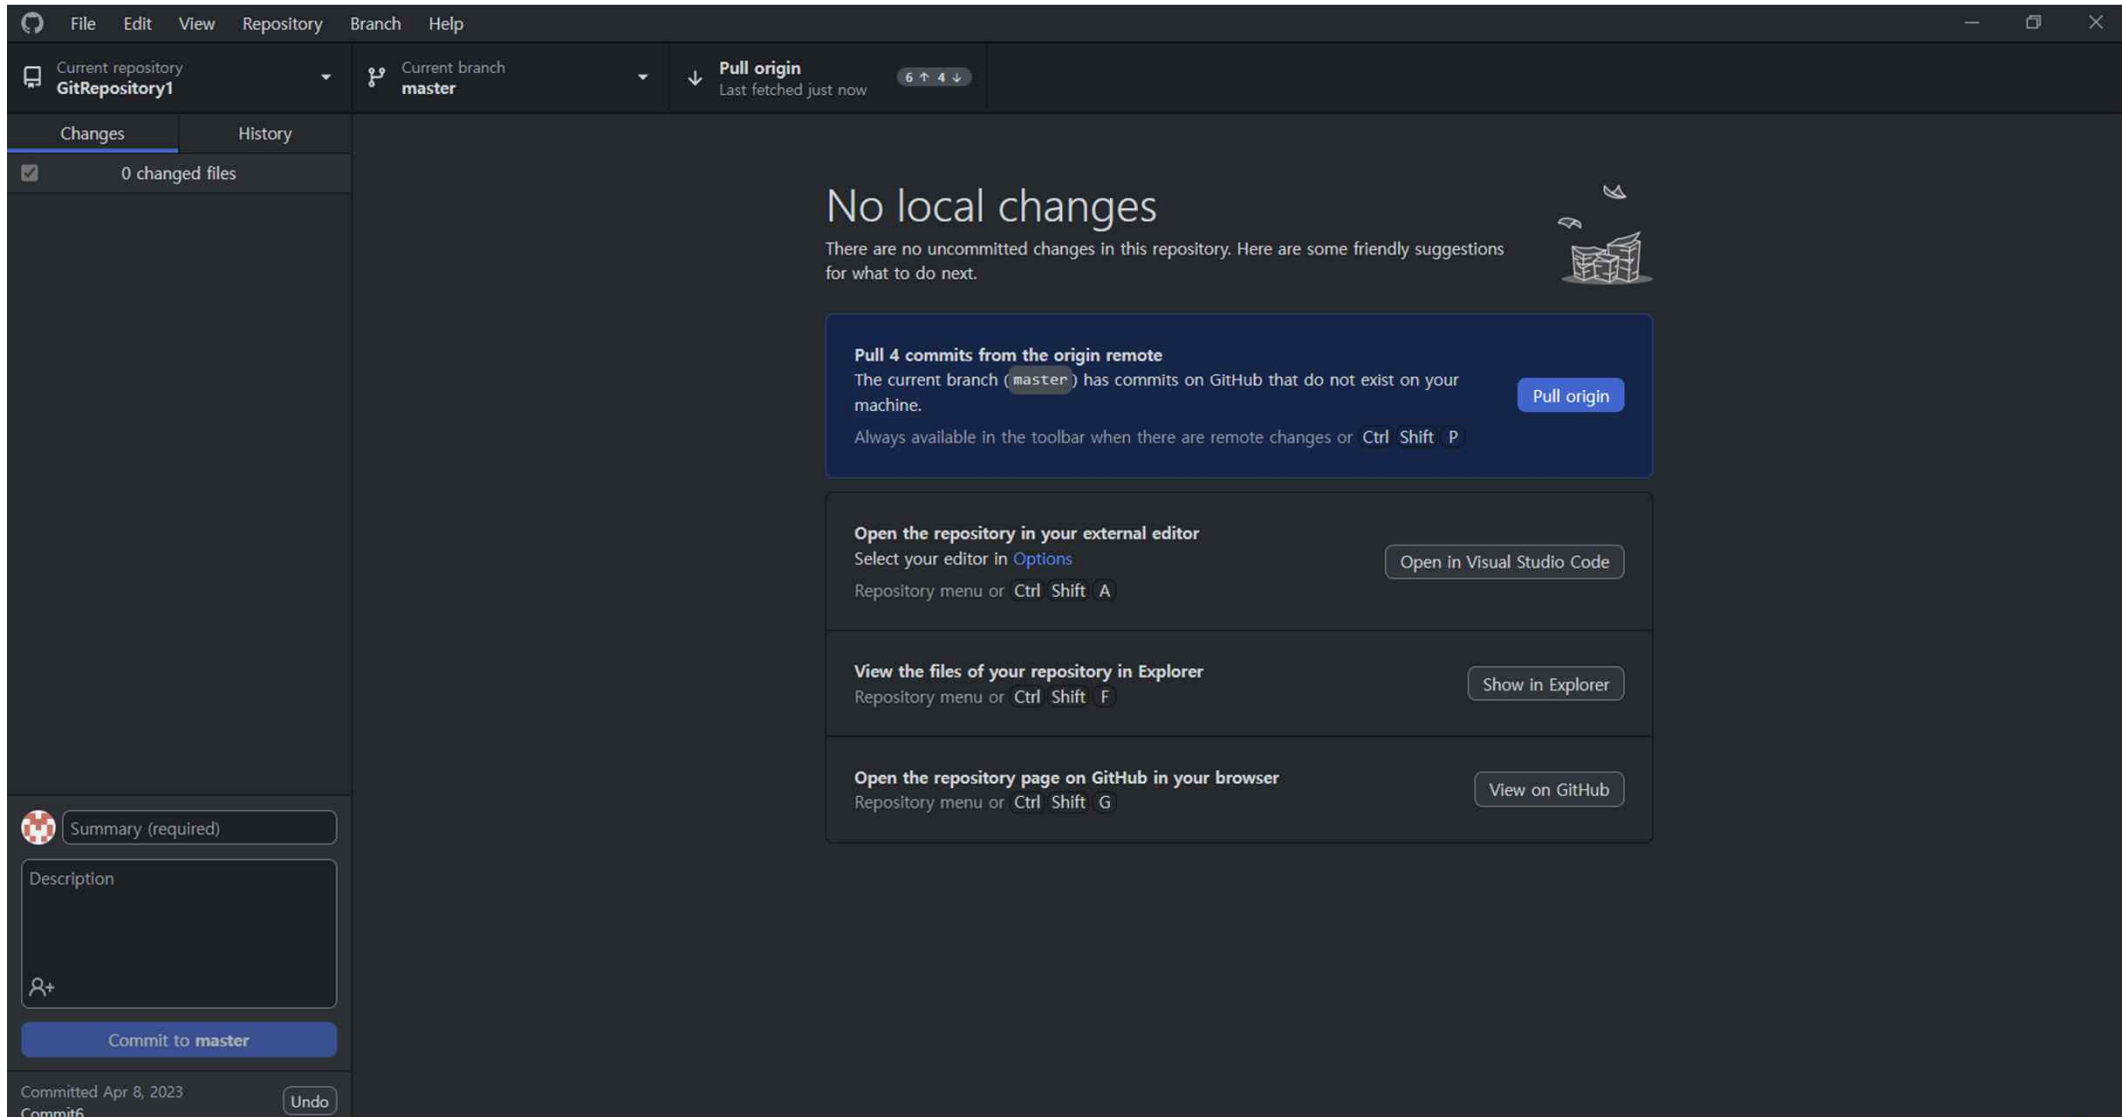 File Edit View Repository Branch Help
Current repository
GitRepository1
Current branch
master
Pull origin
Last fetched just now
6 ↑ 4 ↓
Changes History
0 changed files
No local changes
There are no uncommitted changes in this repository. Here are some friendly suggestions
for what to do next.
Pull 4 commits from the origin remote
The current branch (master) has commits on GitHub that do not exist on your
machine.
Always available in the toolbar when there are remote changes or Ctrl Shift P
Pull origin
Open the repository in your external editor
Select your editor in Options
Repository menu or Ctrl Shift A
Open in Visual Studio Code
View the files of your repository in Explorer
Repository menu or Ctrl Shift F
Show in Explorer
Open the repository page on GitHub in your browser
Repository menu or Ctrl Shift G
View on GitHub
Summary (required)
Description
Commit to master
Committed Apr 8, 2023
Commit6
Undo